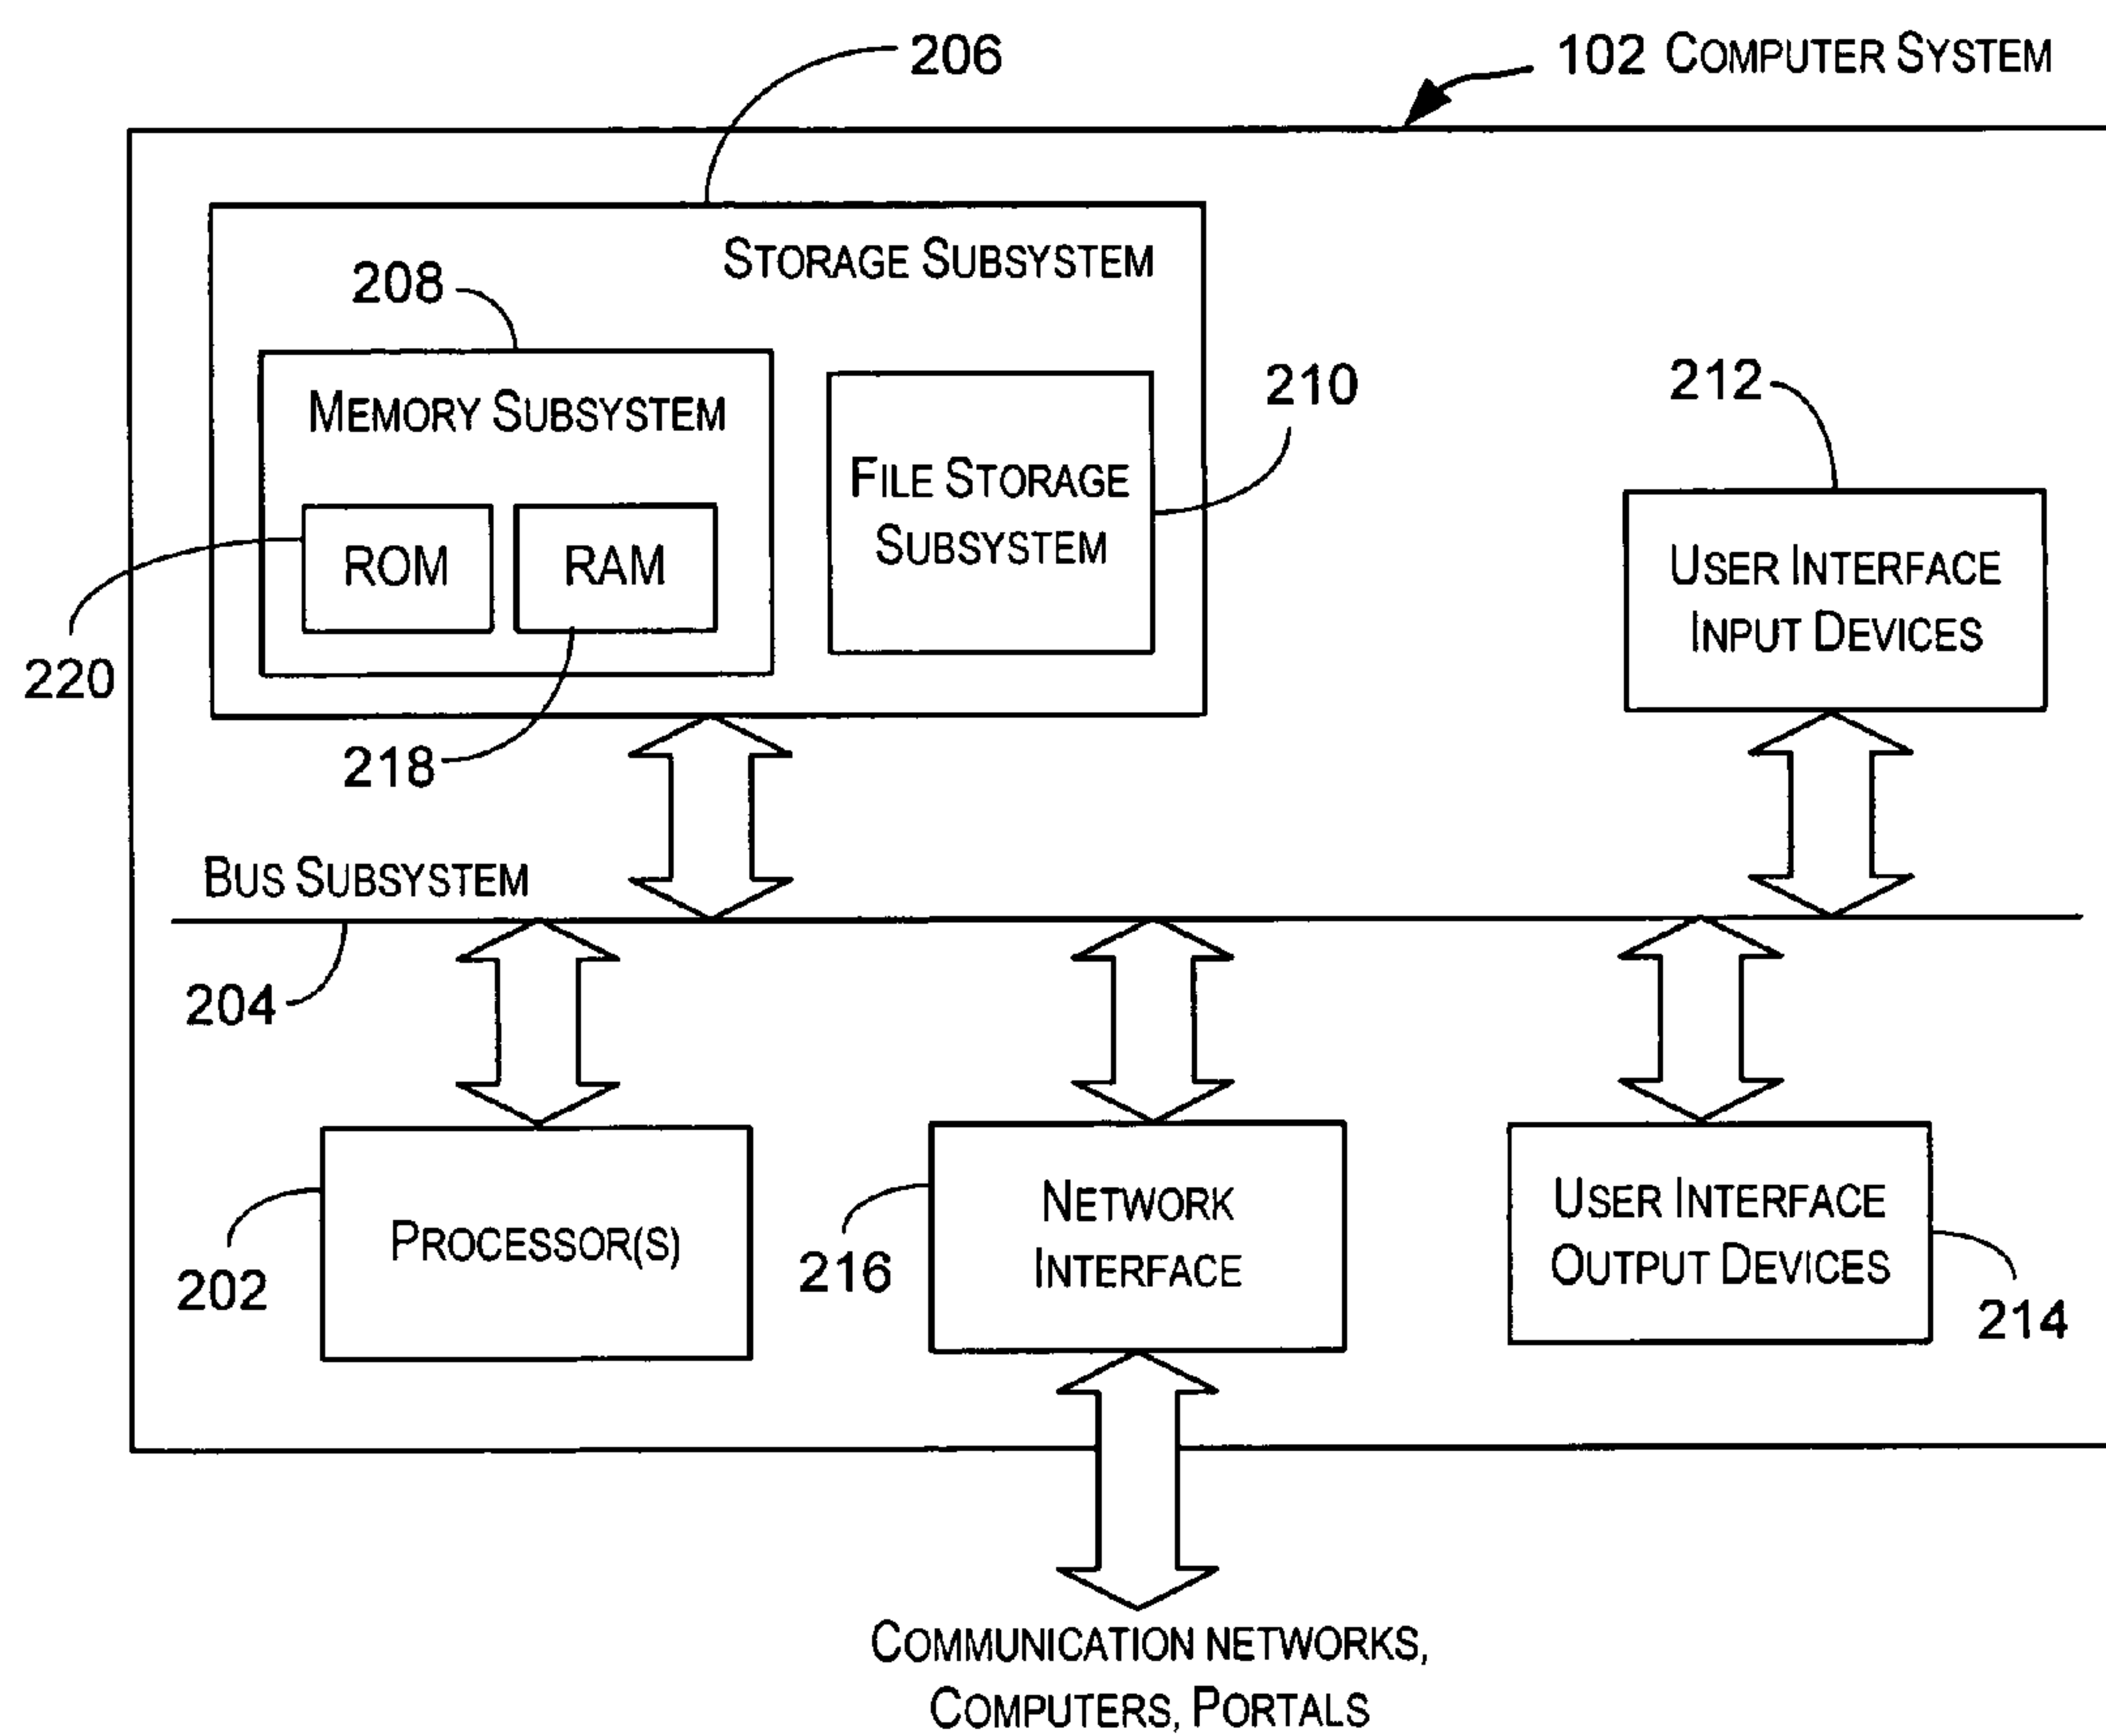 206
102 COMPUTER SYSTEM
STORAGE SUBSYSTEM
208
MEMORY SUBSYSTEM
210
212
FILE STORAGE
SUBSYSTEM
ROM
RAM
USER INTERFACE
INPUT DEVICES
220
218
BUS SUBSYSTEM
204
PROCESSOR(S)
202
NETWORK
INTERFACE
216
USER INTERFACE
OUTPUT DEVICES
214
COMMUNICATION NETWORKS,
COMPUTERS, PORTALS